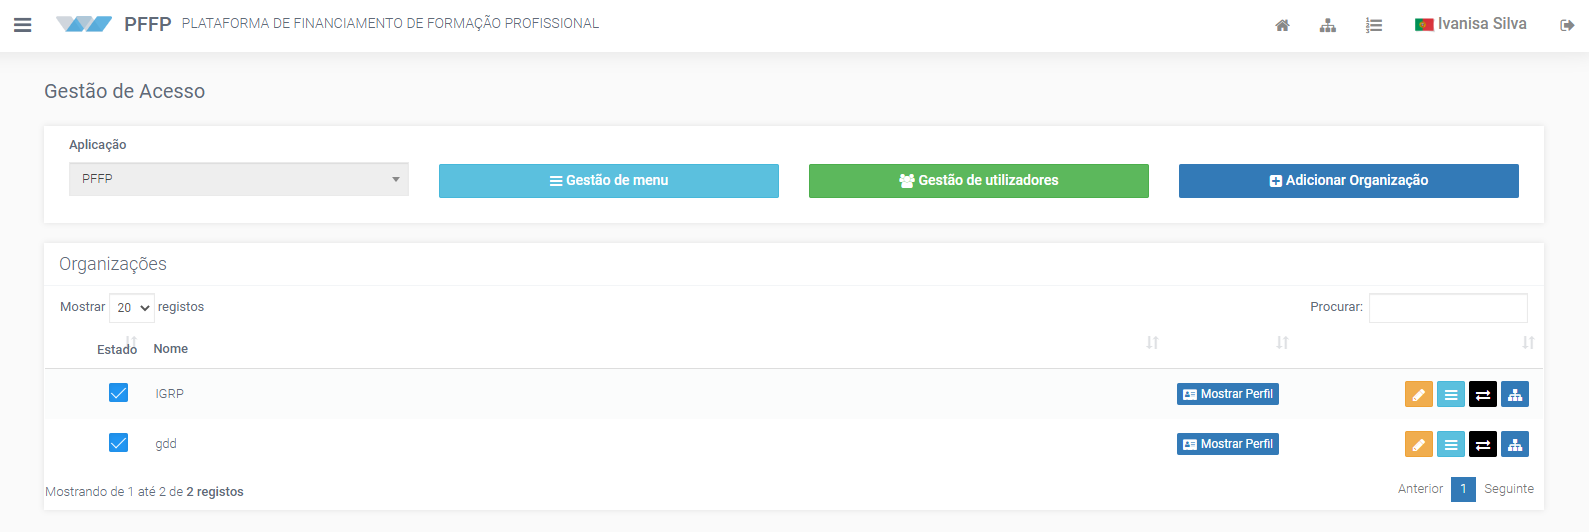 PFFP PLATAFORMA DE FINANCIAMENTO DE FORMAÇÃO PROFISSIONAL Ivanisa Silva
Gestão de Acesso
Aplicação
PFFP Gestão de menu Gestão de utilizadores Adicionar Organização
Organizações
Mostrar 20 registos Procurar:
Estado Nome
IGRP Mostrar Perfil
gdd Mostrar Perfil
Mostrando de 1 até 2 de 2 registos Anterior 1 Seguinte